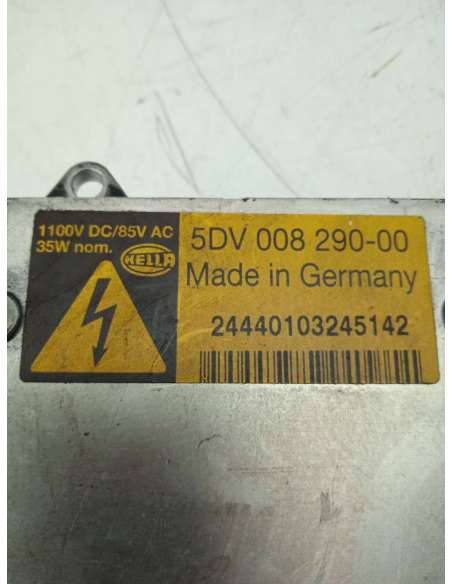 1100V DC/85V AC
35W nom.
HELLA
5DV 008 290-00
Made in Germany
24440103245142